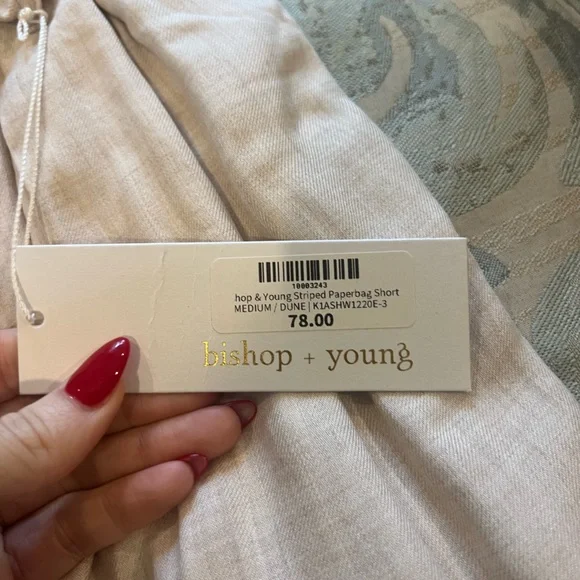 10003243
hop & Young Striped Paperbag Short
MEDIUM / DUNE | K1ASHW1220E-3
78.00
bishop + young